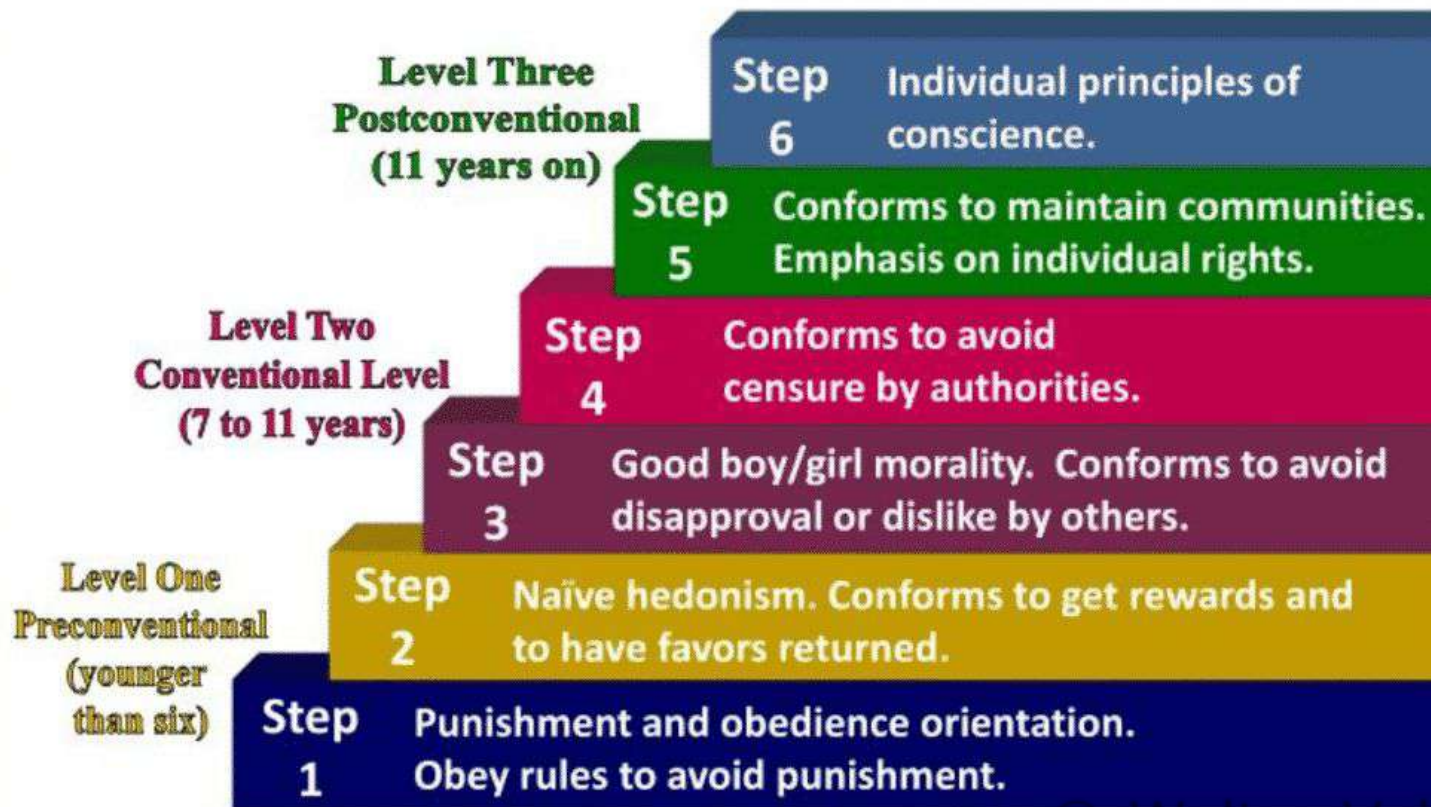 Level Three
Postconventional
(11 years on)
Step
6
Individual principles of
conscience.
Step
5
Conforms to maintain communities.
Emphasis on individual rights.
Level Two
Conventional Level
(7 to 11 years)
Step
4
Conforms to avoid
censure by authorities.
Step
3
Good boy/girl morality. Conforms to avoid
disapproval or dislike by others.
Level One
Preconventional
(younger
than six)
Step
2
Naïve hedonism. Conforms to get rewards and
to have favors returned.
Step
1
Punishment and obedience orientation.
Obey rules to avoid punishment.